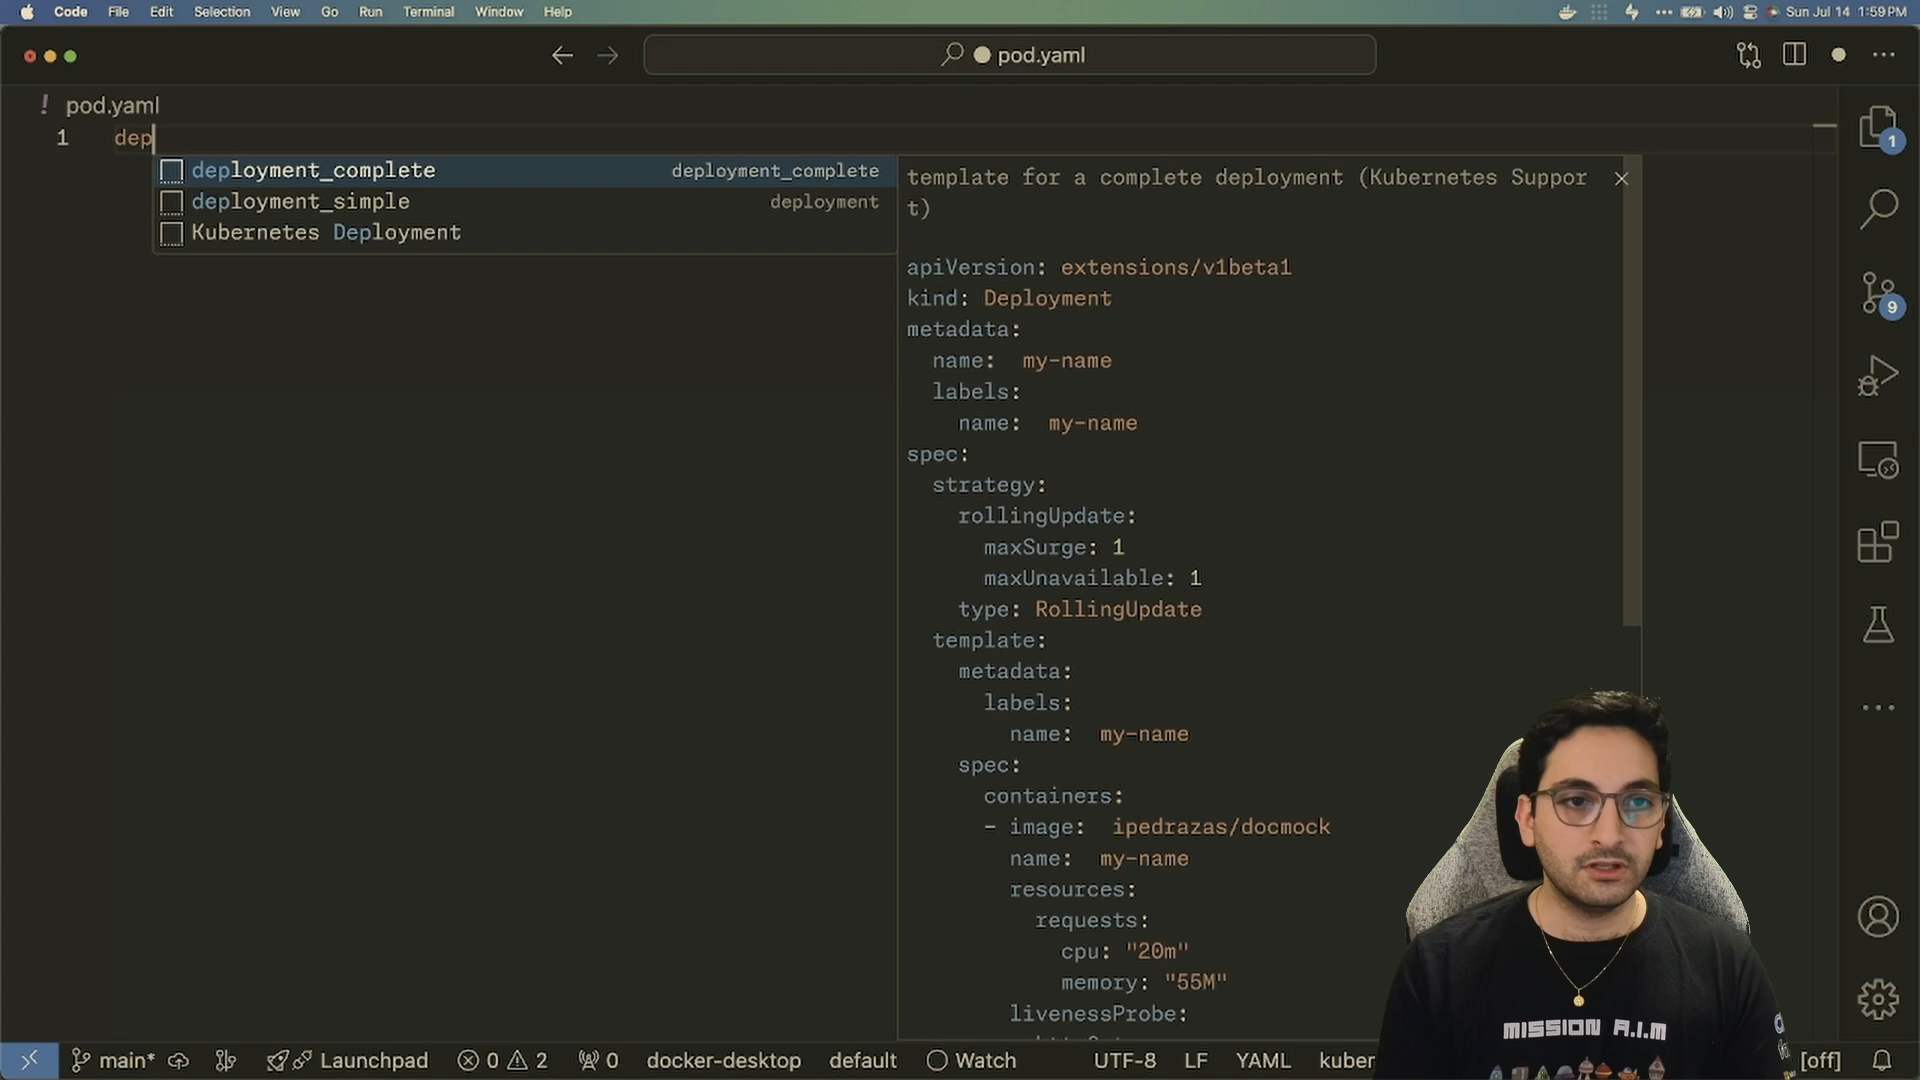 Code File Edit Selection View Go Run Terminal Window Help
Sun Jul 14 1:59 PM
pod.yaml
! pod.yaml
1 dep
deployment_complete deployment_complete
deployment_simple deployment
Kubernetes Deployment
template for a complete deployment (Kubernetes Suppor
t)
apiVersion: extensions/v1beta1
kind: Deployment
metadata:
name: my-name
labels:
name: my-name
spec:
strategy:
rollingUpdate:
maxSurge: 1
maxUnavailable: 1
type: RollingUpdate
template:
metadata:
labels:
name: my-name
spec:
containers:
- image: ipedrazas/docmock
name: my-name
resources:
requests:
cpu: "20m"
memory: "55M"
livenessProbe:
1
9
MISSION A.I.M
main* Launchpad 0 2 0 docker-desktop default Watch UTF-8 LF YAML kuber [off]